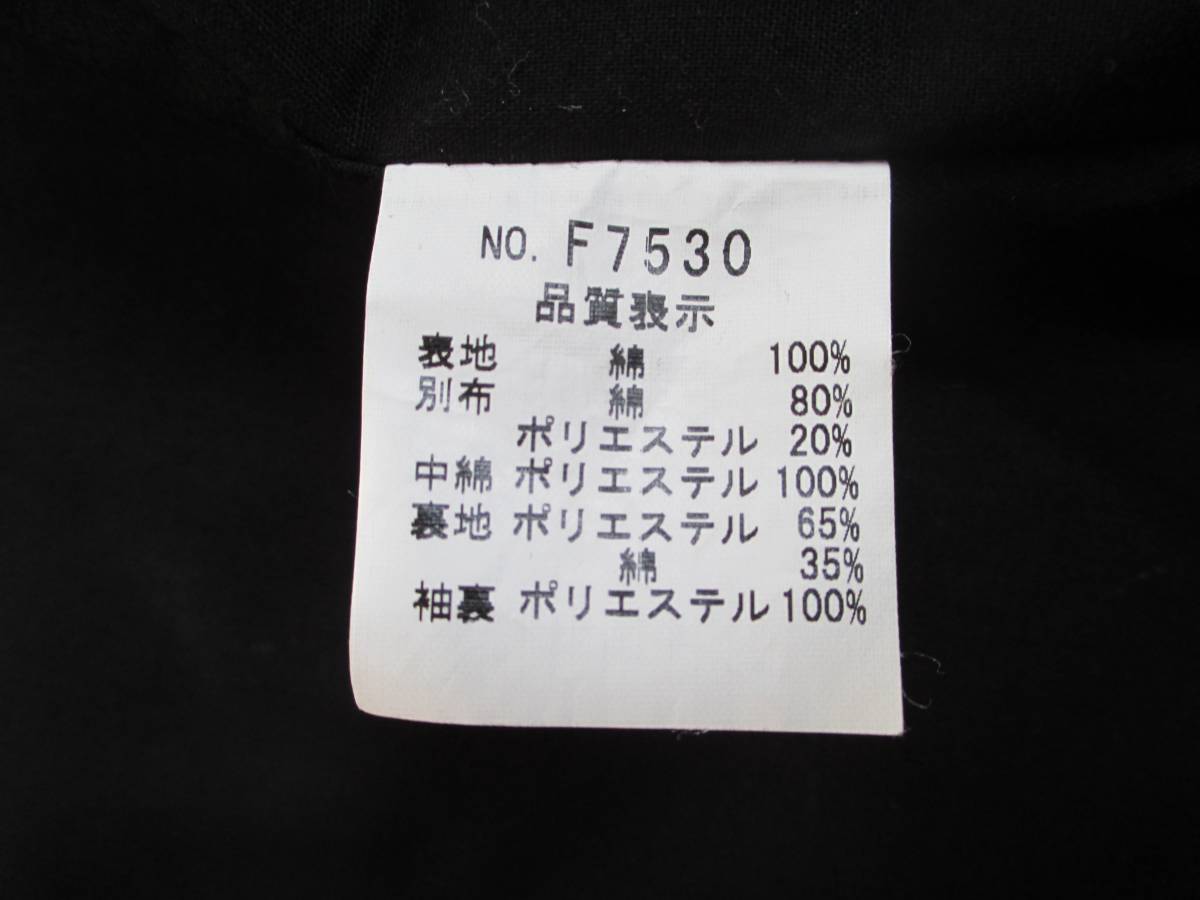 NO. F7530
品質表示
表地 綿 100%
別布 綿 80%
ポリエステル 20%
中綿 ポリエステル 100%
裏地 ポリエステル 65%
綿 35%
袖裏 ポリエステル 100%